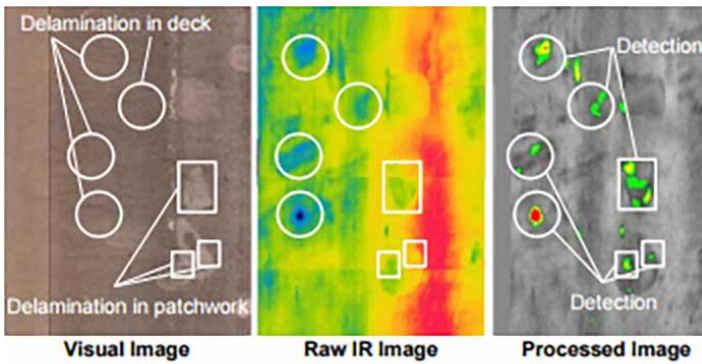 Delamination in deck
Delamination in patchwork
Detection
Detection
Visual Image
Raw IR Image
Processed Image